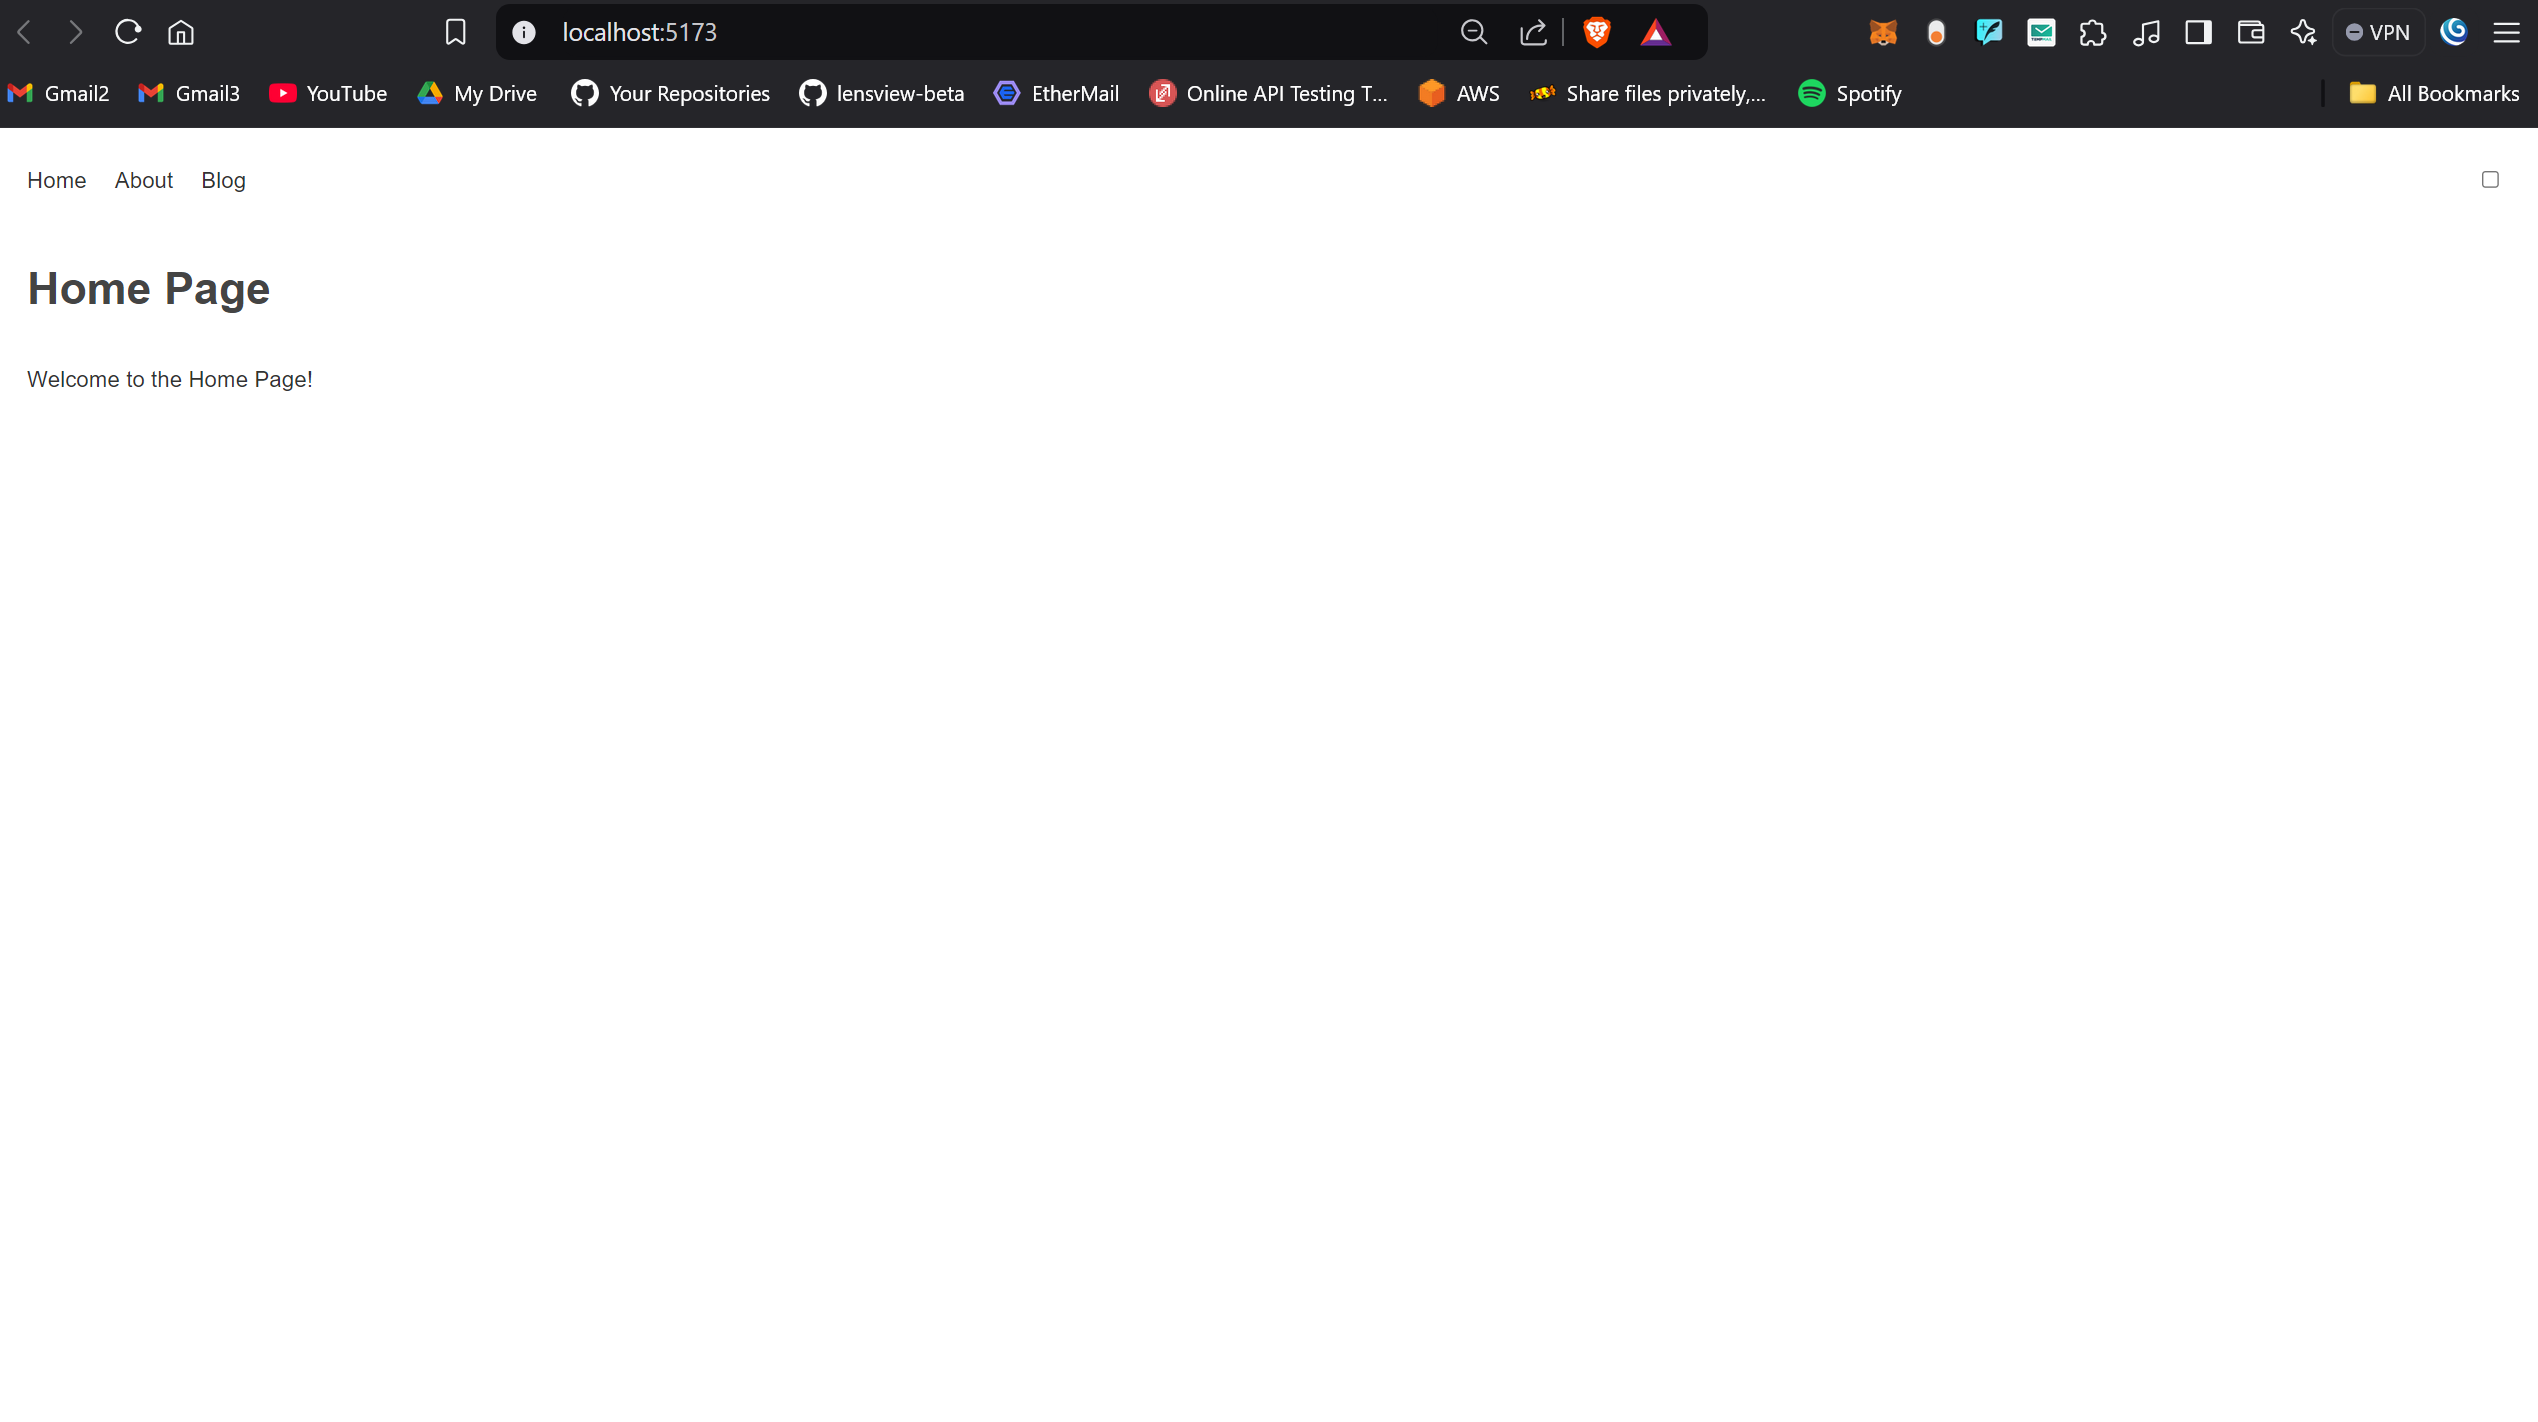 localhost:5173
VPN
Gmail2 Gmail3 YouTube My Drive Your Repositories lensview-beta EtherMail Online API Testing T... AWS Share files privately,... Spotify All Bookmarks
Home About Blog
Home Page
Welcome to the Home Page!